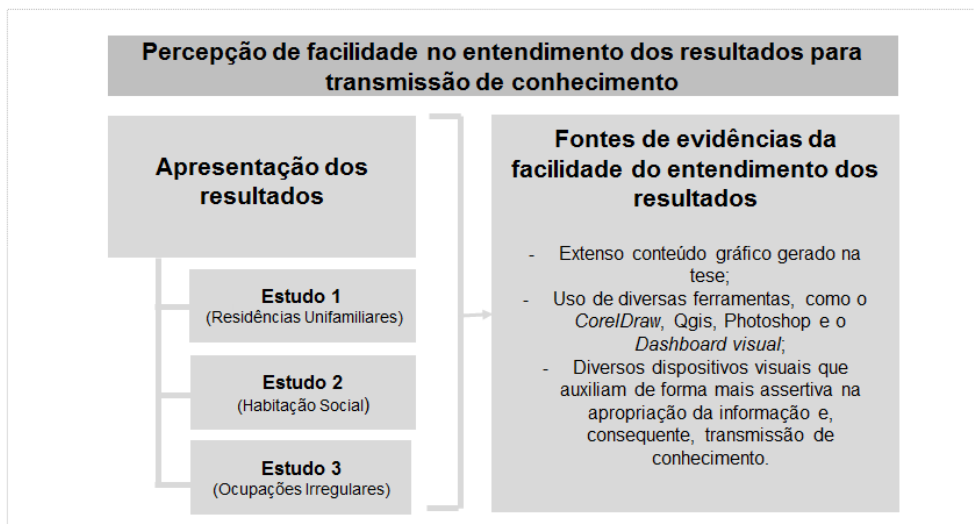 Percepção de facilidade no entendimento dos resultados para
transmissão de conhecimento
Apresentação dos
resultados
Estudo 1
(Residências Unifamiliares)
Estudo 2
(Habitação Social)
Estudo 3
(Ocupações Irregulares)
Fontes de evidências da
facilidade do entendimento dos
resultados
- Extenso conteúdo gráfico gerado na
tese;
- Uso de diversas ferramentas, como o
CorelDraw, Qgis, Photoshop e o
Dashboard visual;
- Diversos dispositivos visuais que
auxiliam de forma mais assertiva na
apropriação da informação e,
consequente, transmissão de
conhecimento.